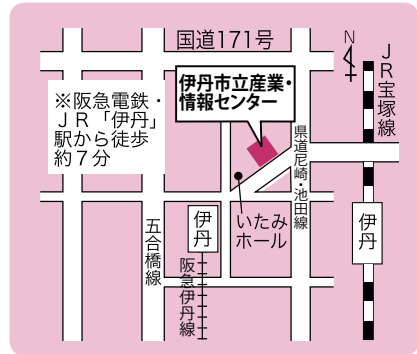 国道171号
N
JR宝塚線
伊丹市立産業・
情報センター
※阪急電鉄・
JR「伊丹」
駅から徒歩
約7分
県道尼崎・池田線
いたみ
ホール
伊丹
伊丹
五合橋線
阪急伊丹線